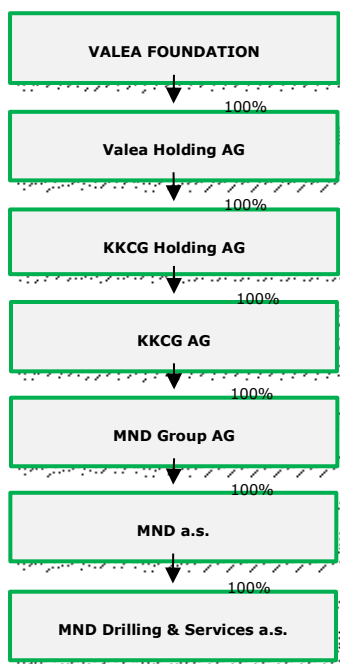 VALEA FOUNDATION
100%
Valea Holding AG
100%
KKCG Holding AG
100%
KKCG AG
100%
MND Group AG
100%
MND a.s.
100%
MND Drilling & Services a.s.